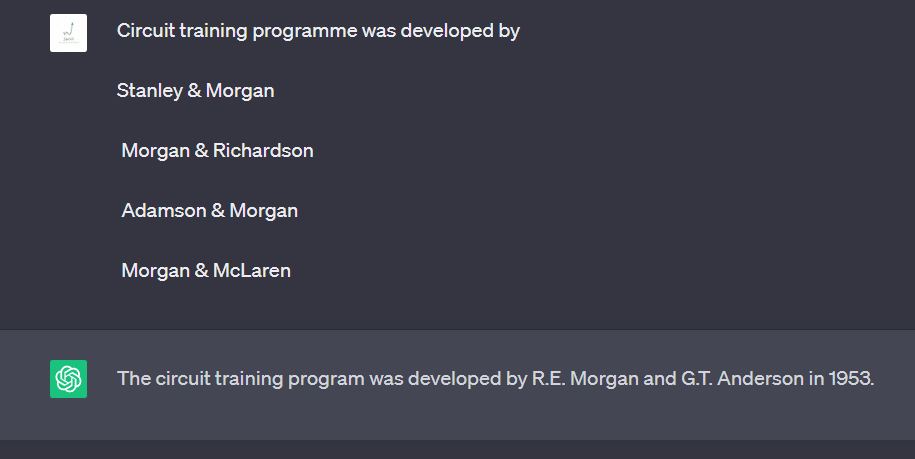 Circuit training programme was developed by
Stanley & Morgan
Morgan & Richardson
Adamson & Morgan
Morgan & McLaren
The circuit training program was developed by R.E. Morgan and G.T. Anderson in 1953.